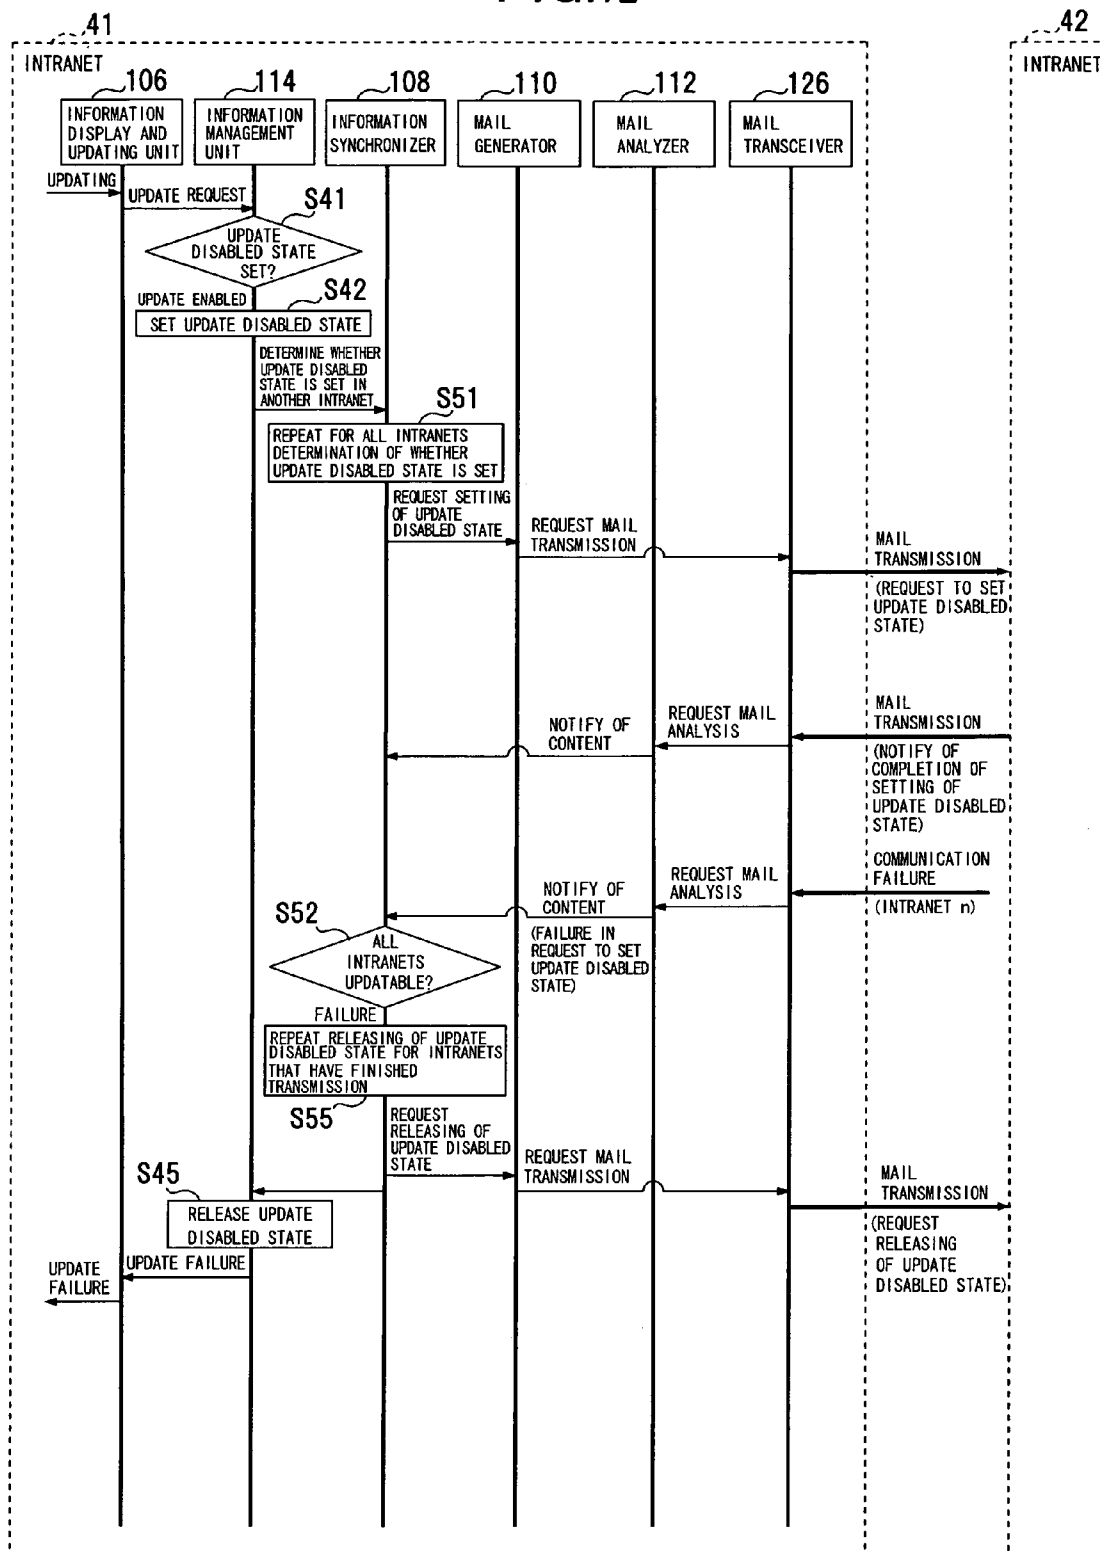 41
42
INTRANET
INTRANET
106
114
108
110
112
126
INFORMATION
DISPLAY AND
UPDATING UNIT
INFORMATION
MANAGEMENT
UNIT
INFORMATION
SYNCHRONIZER
MAIL
GENERATOR
MAIL
ANALYZER
MAIL
TRANSCEIVER
UPDATING
UPDATE REQUEST
S41
UPDATE
DISABLED STATE
SET?
UPDATE ENABLED
S42
SET UPDATE DISABLED STATE
DETERMINE WHETHER
UPDATE DISABLED
STATE IS SET IN
ANOTHER INTRANET
S51
REPEAT FOR ALL INTRANETS
DETERMINATION OF WHETHER
UPDATE DISABLED STATE IS SET
REQUEST SETTING
OF UPDATE
DISABLED STATE
REQUEST MAIL
TRANSMISSION
MAIL
TRANSMISSION
(REQUEST TO SET
UPDATE DISABLED
STATE)
MAIL
TRANSMISSION
REQUEST MAIL
ANALYSIS
NOTIFY OF
CONTENT
(NOTIFY OF
COMPLETION OF
SETTING OF
UPDATE DISABLED
STATE)
COMMUNICATION
FAILURE
(INTRANET n)
REQUEST MAIL
ANALYSIS
NOTIFY OF
CONTENT
(FAILURE IN
REQUEST TO SET
UPDATE DISABLED
STATE)
S52
ALL
INTRANETS
UPDATABLE?
FAILURE
REPEAT RELEASING OF UPDATE
DISABLED STATE FOR INTRANETS
THAT HAVE FINISHED
TRANSMISSION
S55
REQUEST
RELEASING OF
UPDATE DISABLED
STATE
REQUEST MAIL
TRANSMISSION
MAIL
TRANSMISSION
(REQUEST
RELEASING
OF UPDATE
DISABLED STATE)
S45
RELEASE UPDATE
DISABLED STATE
UPDATE FAILURE
UPDATE
FAILURE